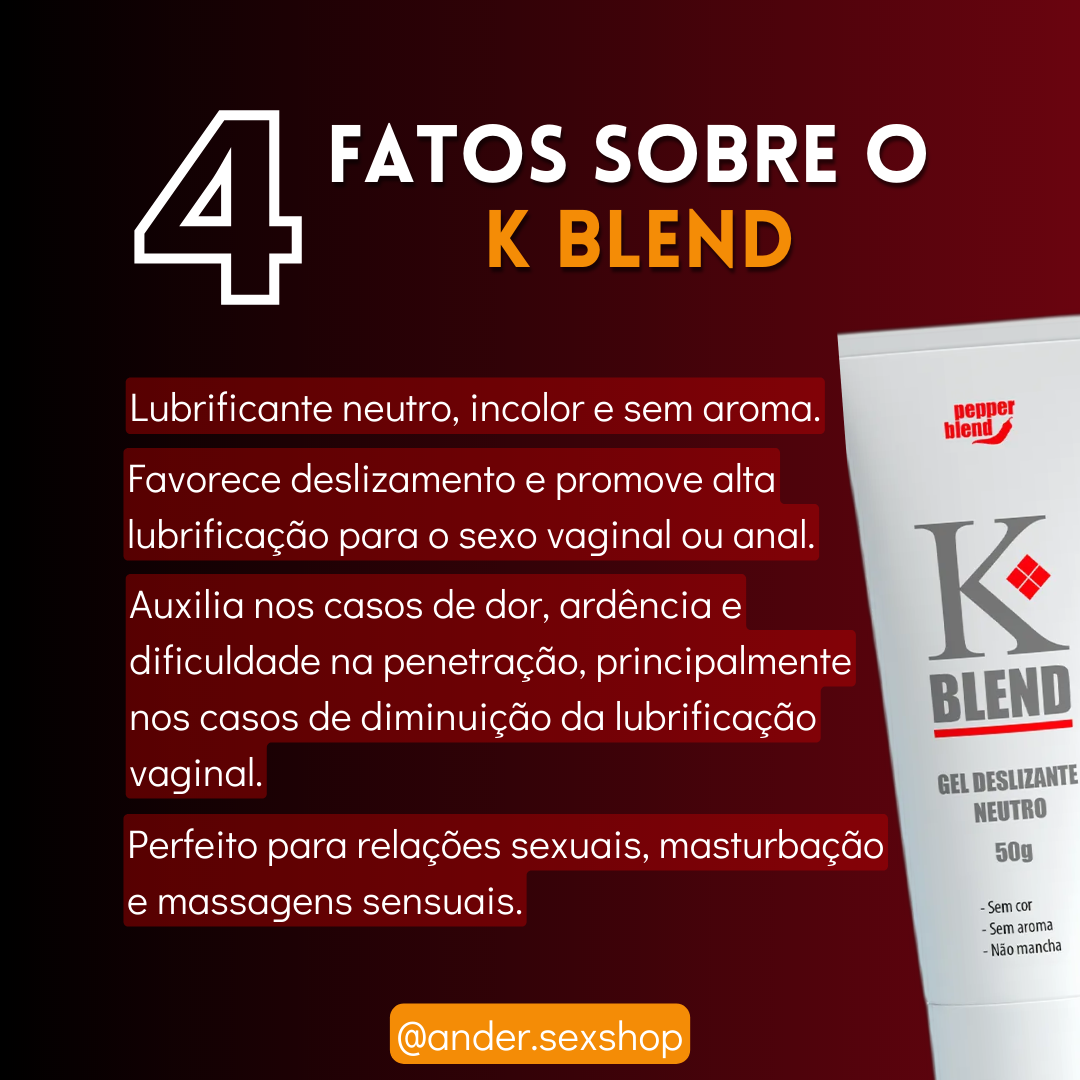 4 FATOS SOBRE O
K BLEND
Lubrificante neutro, incolor e sem aroma.
Favorece deslizamento e promove alta
lubrificação para o sexo vaginal ou anal.
Auxilia nos casos de dor, ardência e
dificuldade na penetração, principalmente
nos casos de diminuição da lubrificação
vaginal.
Perfeito para relações sexuais, masturbação
e massagens sensuais.
pepper
blend
K
BLEND
GEL DESLIZANTE
NEUTRO
50g
- Sem cor
- Sem aroma
- Não mancha
@ander.sexshop